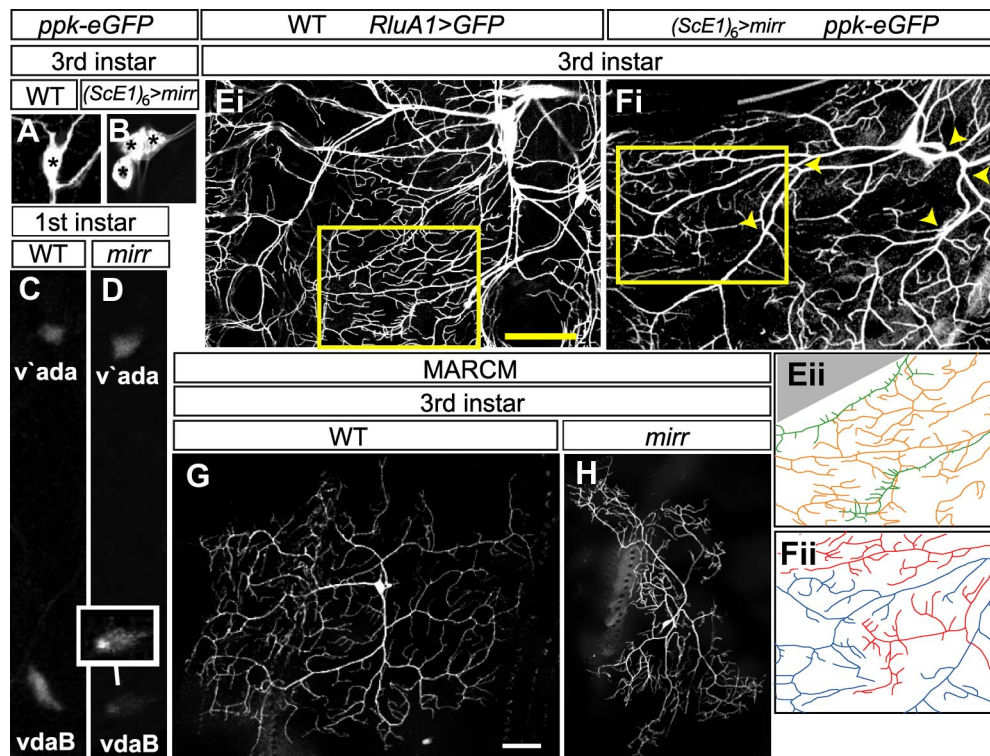 ppk-eGFP
WT RluA1>GFP
(ScE1)6>mirr ppk-eGFP
3rd instar
3rd instar
WT (ScE1)6>mirr
A
B
* * * *
Ei
Fi
1st instar
WT mirr
C
D
v`ada
v`ada
MARCM
3rd instar
WT
mirr
G
H
Eii
Fii
vdaB
vdaB